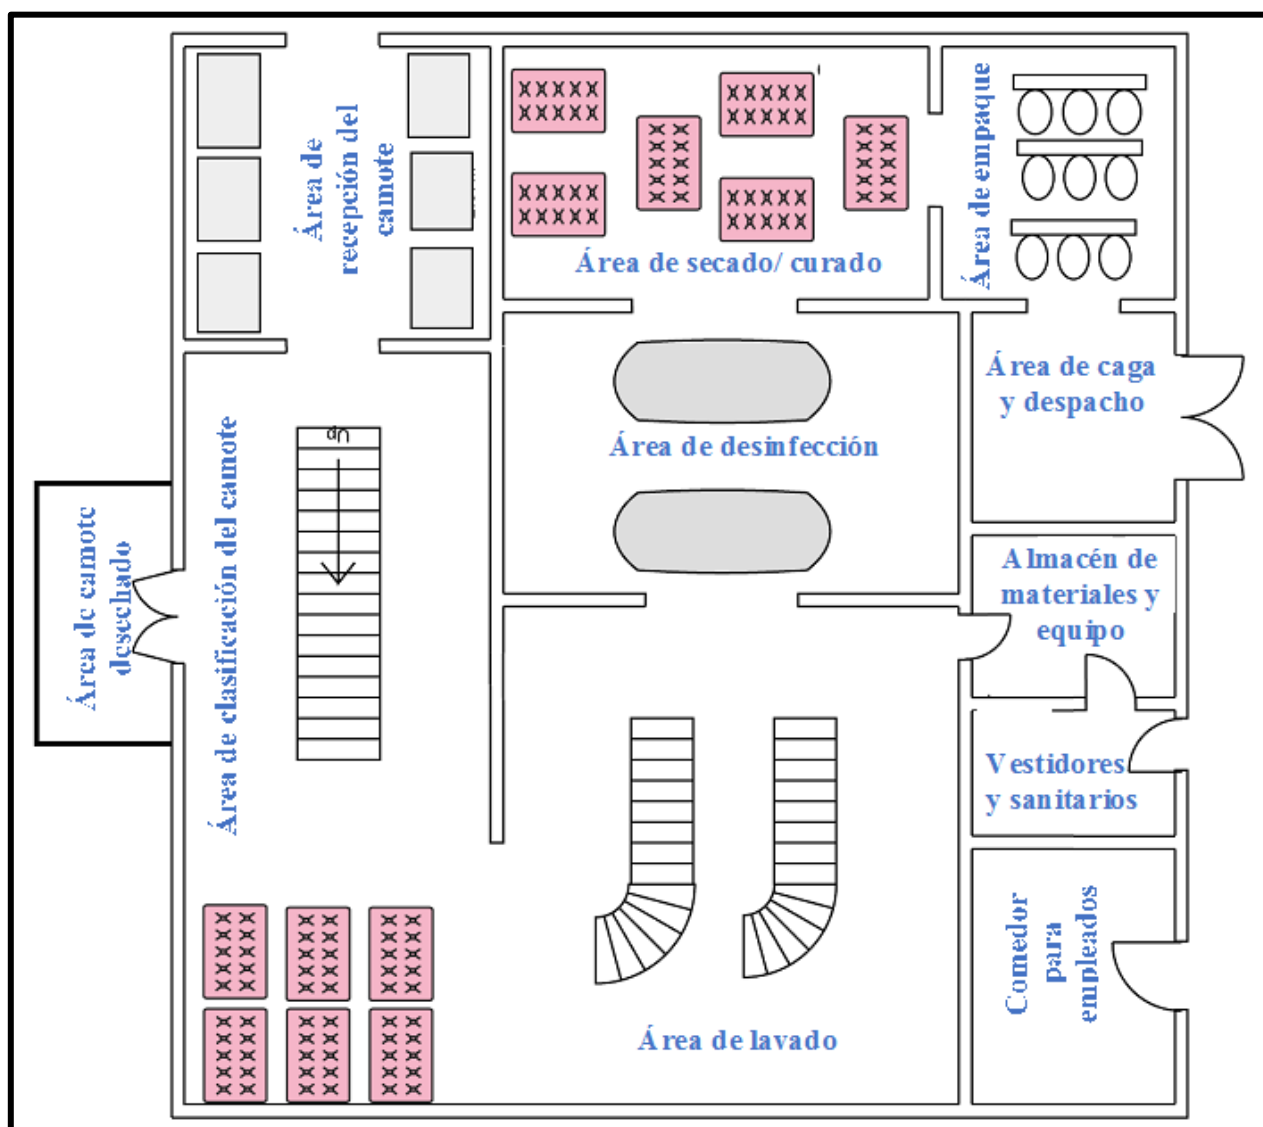 Área de
recepción del
camote
Área de secado/ curado
Área de empaque
Área de caga
y despacho
Área de desinfección
Up
Área de clasificación del camote
Área de camote
desechado
Almacén de
materiales y
equipo
Vestidores
y sanitarios
Comedor
para
empleados
Área de lavado